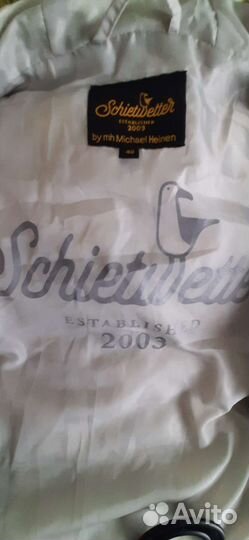 Schietwetter
ESTABLISHED
2003
by mh Michael Heinen
Schietwetter
ESTABLISHED
2003
Avito